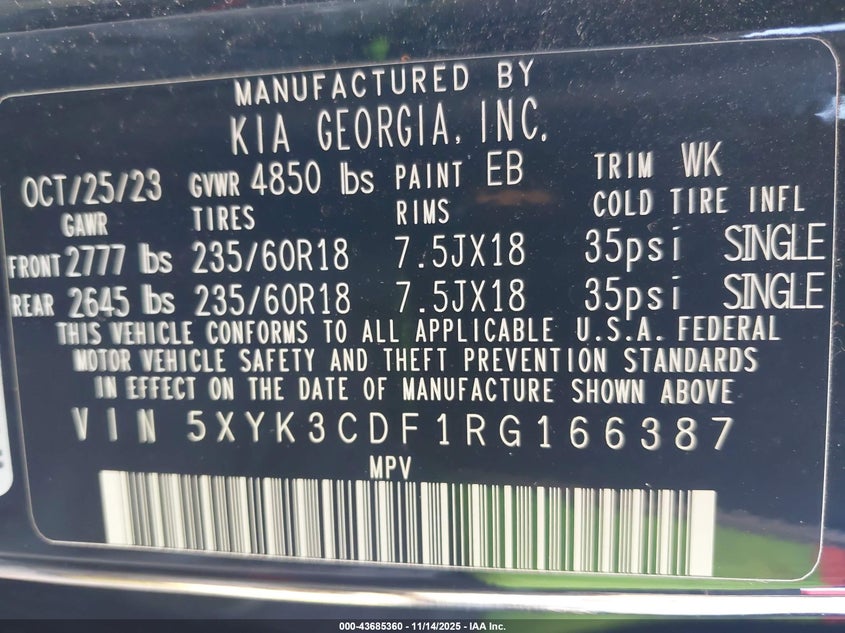 MANUFACTURED BY
KIA GEORGIA, INC.
OCT/25/23 GVWR 4850 lbs PAINT EB TRIM WK
GAWR TIRES RIMS COLD TIRE INFL
FRONT 2777 lbs 235/60R18 7.5JX18 35psi SINGLE
REAR 2645 lbs 235/60R18 7.5JX18 35psi SINGLE
THIS VEHICLE CONFORMS TO ALL APPLICABLE U.S.A. FEDERAL
MOTOR VEHICLE SAFETY AND THEFT PREVENTION STANDARDS
IN EFFECT ON THE DATE OF MANUFACTURE SHOWN ABOVE
VIN 5XYK3CDF1RG166387
MPV
000-43685360 - 11/14/2025 - IAA Inc.